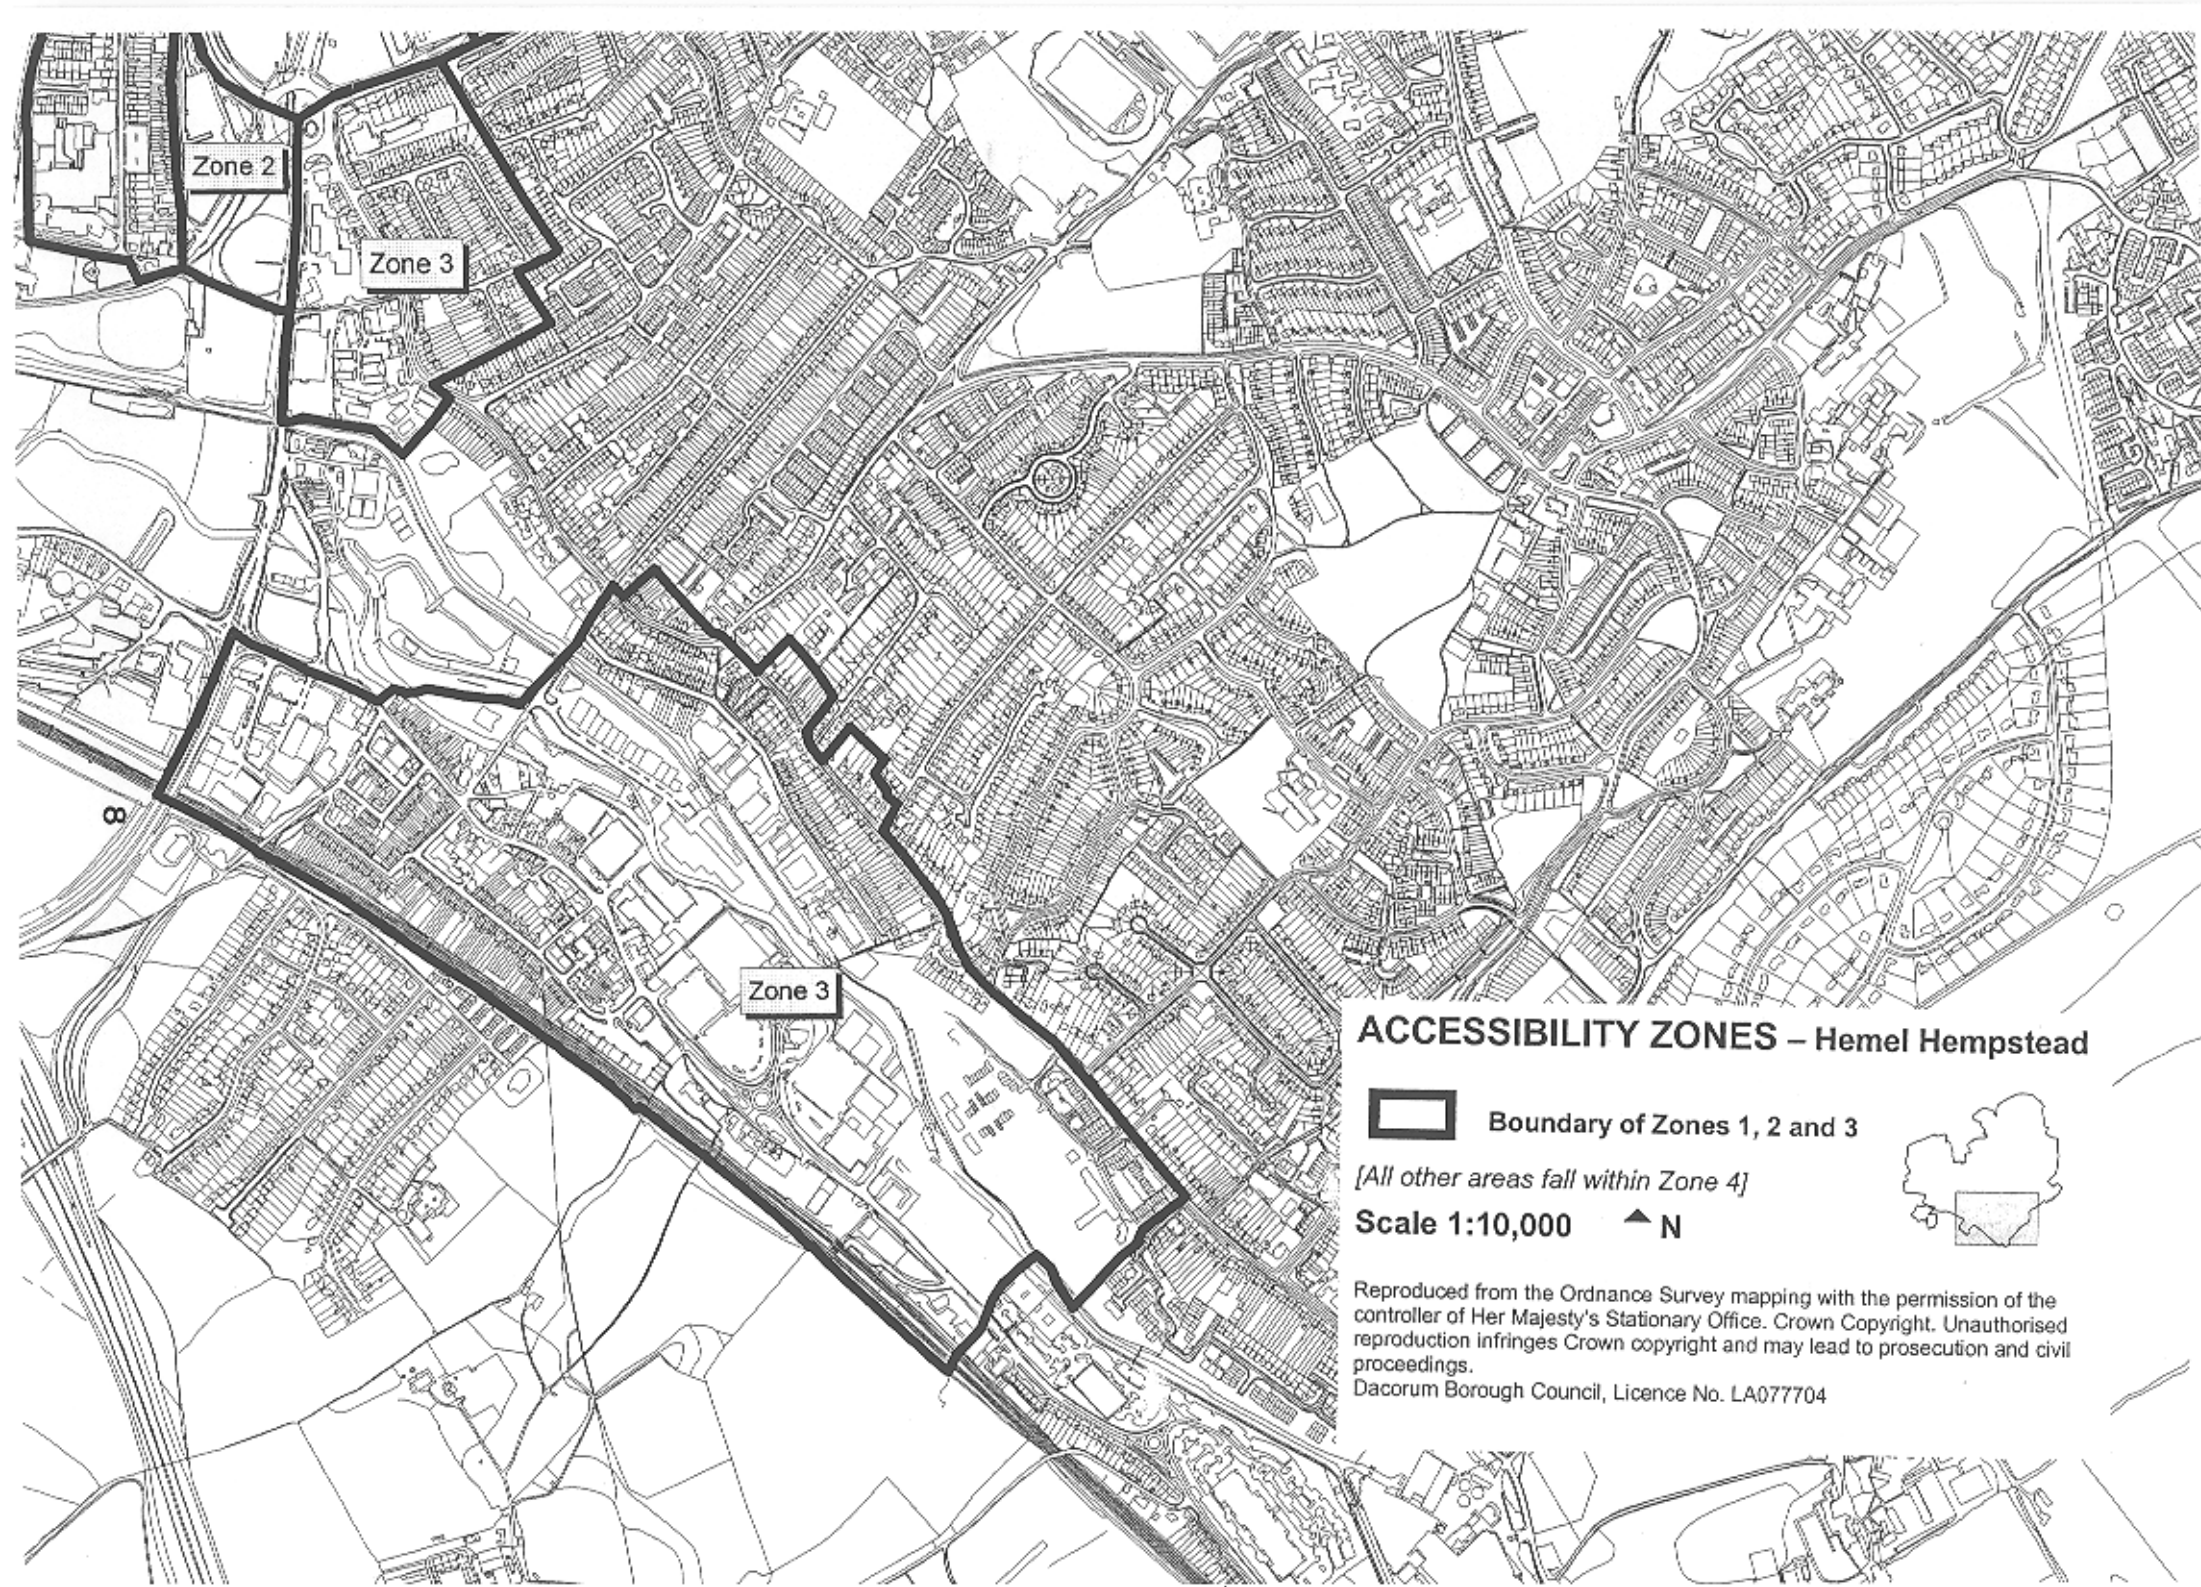 Zone 2
Zone 3
8
Zone 3
ACCESSIBILITY ZONES – Hemel Hempstead
Boundary of Zones 1, 2 and 3
[All other areas fall within Zone 4]
Scale 1:10,000 N
Reproduced from the Ordnance Survey mapping with the permission of the
controller of Her Majesty's Stationary Office. Crown Copyright. Unauthorised
reproduction infringes Crown copyright and may lead to prosecution and civil
proceedings.
Dacorum Borough Council, Licence No. LA077704